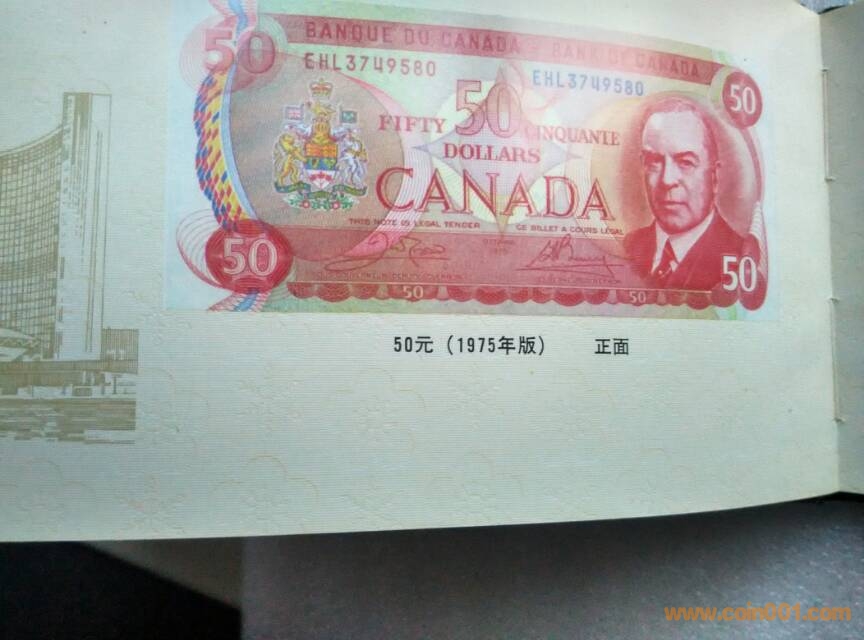 BANQUE DU CANADA - BANK OF CANADA
50
EHL3749580
EHL3749580
50
FIFTY 50 CINQUANTE
DOLLARS
CANADA
THIS NOTE IS LEGAL TENDER
CE BILLET A COURS LÉGAL
OTTAWA
1975
50
50
50
50
50元（1975年版） 正面
www.coin001.com